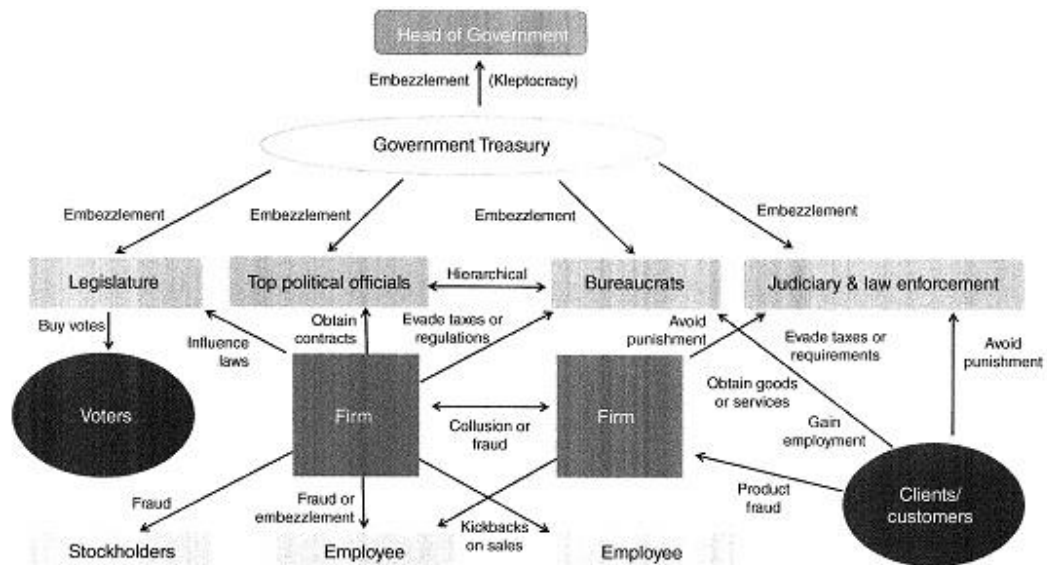 Head of Government
Embezzlement
(Kleptocracy)
Government Treasury
Embezzlement
Embezzlement
Embezzlement
Embezzlement
Legislature
Top political officials
Hierarchical
Bureaucrats
Judiciary & law enforcement
Buy votes
Influence
laws
Obtain
contracts
Evade taxes or
regulations
Avoid
punishment
Evade taxes or
requirements
Avoid
punishment
Obtain goods
or services
Gain
employment
Voters
Firm
Collusion or
fraud
Firm
Clients/
customers
Fraud
Fraud or
embezzlement
Kickbacks
on sales
Product
fraud
Stockholders
Employee
Employee